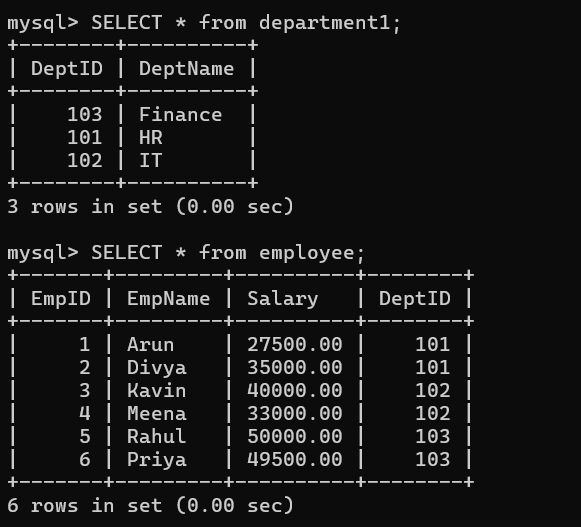 mysql> SELECT * from department1;
+--------+----------+
| DeptID | DeptName |
+--------+----------+
|    103 | Finance  |
|    101 | HR       |
|    102 | IT       |
+--------+----------+
3 rows in set (0.00 sec)

mysql> SELECT * from employee;
+-------+---------+----------+--------+
| EmpID | EmpName | Salary   | DeptID |
+-------+---------+----------+--------+
|     1 | Arun    | 27500.00 |    101 |
|     2 | Divya   | 35000.00 |    101 |
|     3 | Kavin   | 40000.00 |    102 |
|     4 | Meena   | 33000.00 |    102 |
|     5 | Rahul   | 50000.00 |    103 |
|     6 | Priya   | 49500.00 |    103 |
+-------+---------+----------+--------+
6 rows in set (0.00 sec)